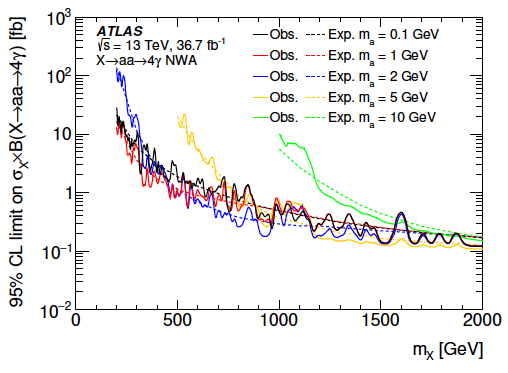 95% CL limit on σX×B(X→aa→4γ) [fb]
10³
10²
10
1
10⁻¹
10⁻²
ATLAS
√s = 13 TeV, 36.7 fb⁻¹
X→aa→4γ NWA
Obs. Exp. mₐ = 0.1 GeV
Obs. Exp. mₐ = 1 GeV
Obs. Exp. mₐ = 2 GeV
Obs. Exp. mₐ = 5 GeV
Obs. Exp. mₐ = 10 GeV
0 500 1000 1500 2000
mX [GeV]